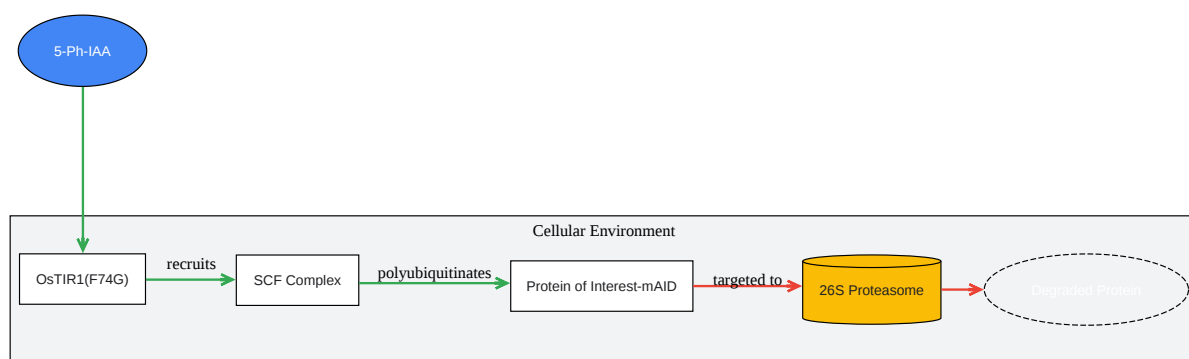 5-Ph-IAA
Cellular Environment
OsTIR1(F74G)
recruits
SCF Complex
polyubiquitinates
Protein of Interest-mAID
targeted to
26S Proteasome
Degraded Protein